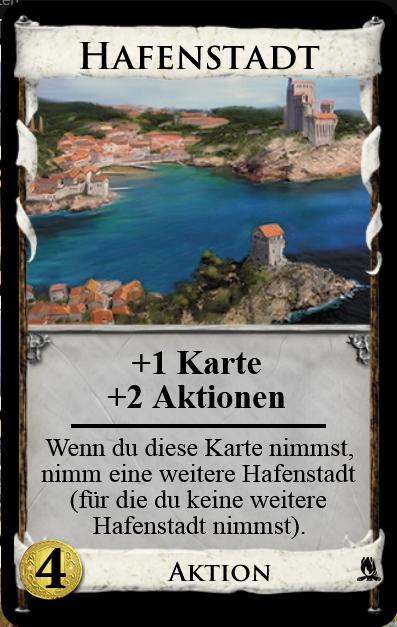 HAFENSTADT
+1 Karte
+2 Aktionen
Wenn du diese Karte nimmst,
nimm eine weitere Hafenstadt
(für die du keine weitere
Hafenstadt nimmst).
4
AKTION